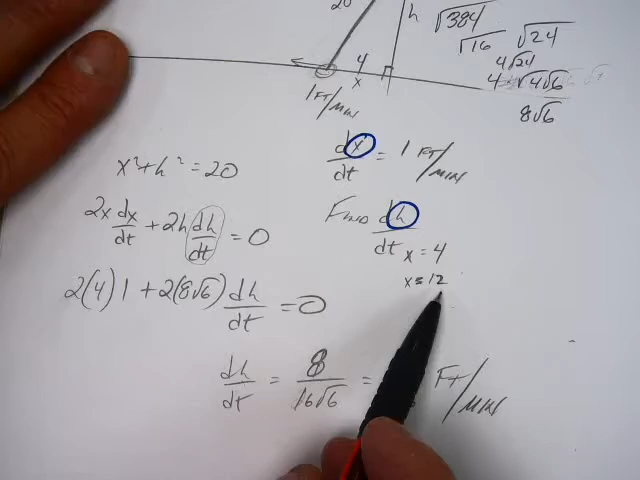 20
h
√384
√16 √24
4√24
4 √4√6
8√6
4
x
1 FT/MIN
dx/dt = 1 FT/MIN
x² + h² = 20
FIND dh/dt x = 4
x = 12
2x dx/dt + 2h dh/dt = 0
2(4)1 + 2(8√6) dh/dt = 0
dh/dt = 8/16√6 = FT/MIN